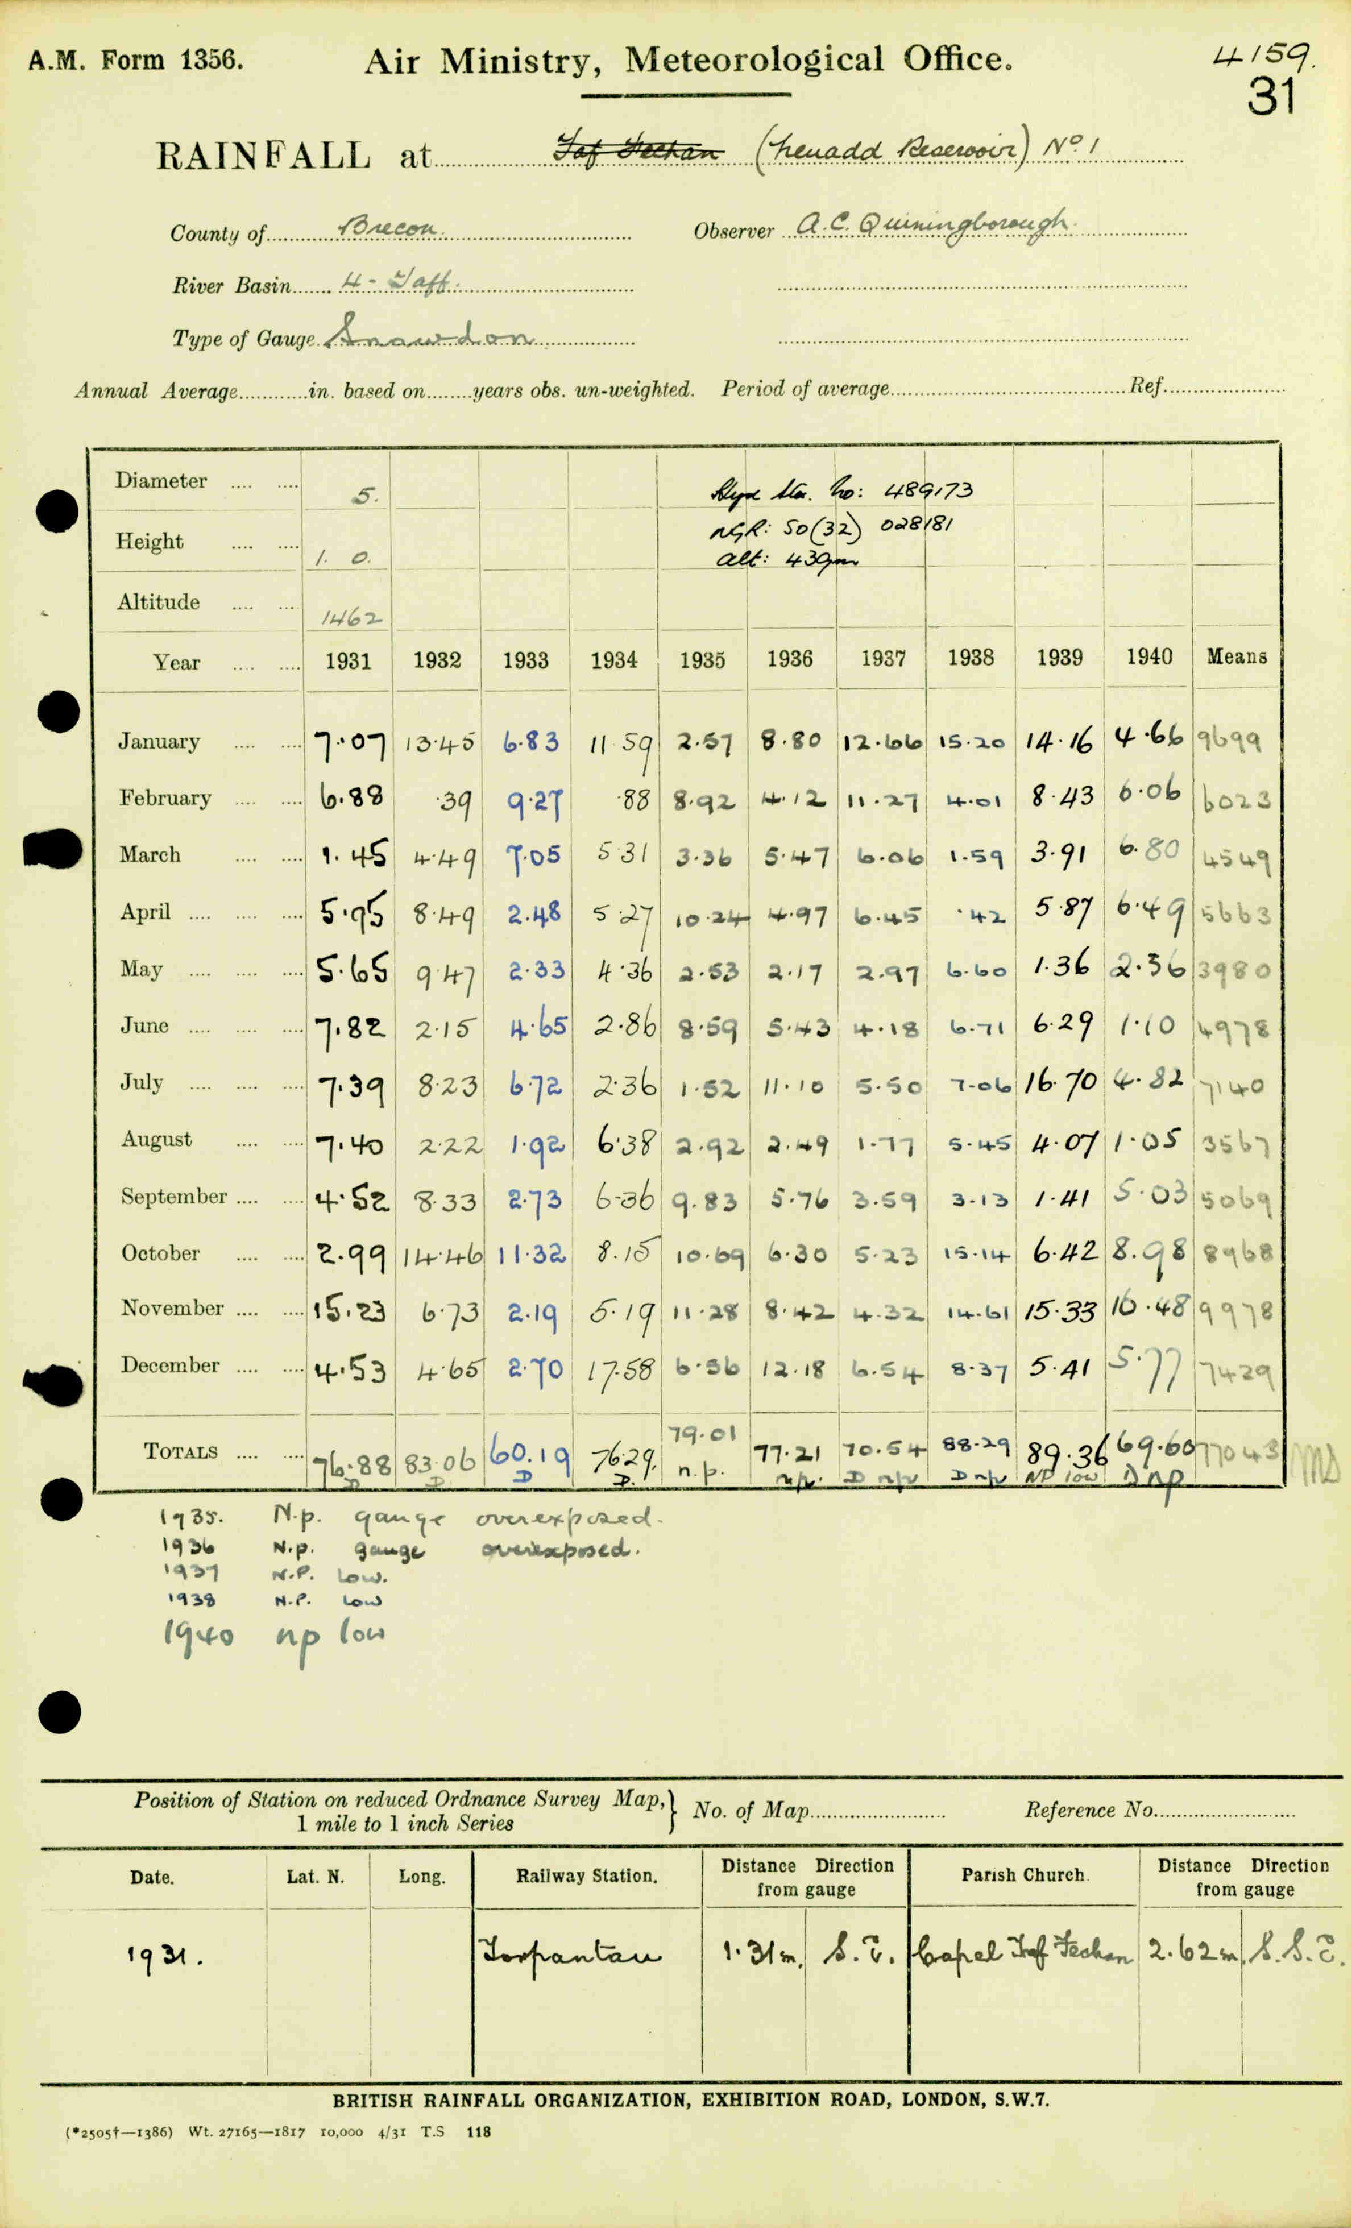 A.M. Form 1356. Air Ministry, Meteorological Office. 4159.
31
RAINFALL at Taf Fechan (Neuadd Reservoir) No 1
County of Brecon. Observer A.C. Quiningborough.
River Basin 4 - Taff.
Type of Gauge Snowdon
Annual Average in. based on years obs. un-weighted. Period of average Ref.
Diameter 5. Hyd Stn. No: 489173
NGR: SO(32) 028181
Height 1. 0. Alt: 439m
Altitude 1462
Year 1931 1932 1933 1934 1935 1936 1937 1938 1939 1940 Means
January 7.07 13.45 6.83 11.59 2.57 8.80 12.66 15.20 14.16 4.66 9699
February 6.88 .39 9.27 .88 8.92 4.12 11.27 4.01 8.43 6.06 6023
March 1.45 4.49 7.05 5.31 3.36 5.47 6.06 1.59 3.91 6.80 4549
April 5.95 8.49 2.48 5.27 10.24 4.97 6.45 .42 5.87 6.49 5663
May 5.65 9.47 2.33 4.36 2.53 2.17 2.97 6.60 1.36 2.36 3980
June 7.82 2.15 4.65 2.86 8.59 5.43 4.18 6.71 6.29 1.10 4978
July 7.39 8.23 6.72 2.36 1.52 11.10 5.50 7.06 16.70 4.82 7140
August 7.40 2.22 1.92 6.38 2.92 2.49 1.77 5.45 4.07 1.05 3567
September 4.52 8.33 2.73 6.36 9.83 5.76 3.59 3.13 1.41 5.03 5069
October 2.99 14.46 11.32 8.15 10.69 6.30 5.23 15.14 6.42 8.98 8968
November 15.23 6.73 2.19 5.19 11.28 8.42 4.32 14.61 15.33 16.48 9978
December 4.53 4.65 2.70 17.58 6.56 12.18 6.54 8.37 5.41 5.77 7429
TOTALS 76.88 83.06 60.19 76.29. 79.01 77.21 70.54 88.29 89.36 69.60 77043 MS
D D D D. n.p. n/p. D n/p D n/p NP low D np
1935. N.p. gauge overexposed.
1936 N.p. gauge overexposed.
1937 N.P. Low.
1938 N.P. Low
1940 np low
Position of Station on reduced Ordnance Survey Map, 1 mile to 1 inch Series No. of Map Reference No.
Date. Lat. N. Long. Railway Station. Distance Direction from gauge Parish Church. Distance Direction from gauge
1931. Torpantau 1.31m. S.E. Capel Taf Fechan 2.62m. S.S.E.
BRITISH RAINFALL ORGANIZATION, EXHIBITION ROAD, LONDON, S.W.7.
(*2505†—1386) Wt. 27165—1817 10,000 4/31 T.S 118